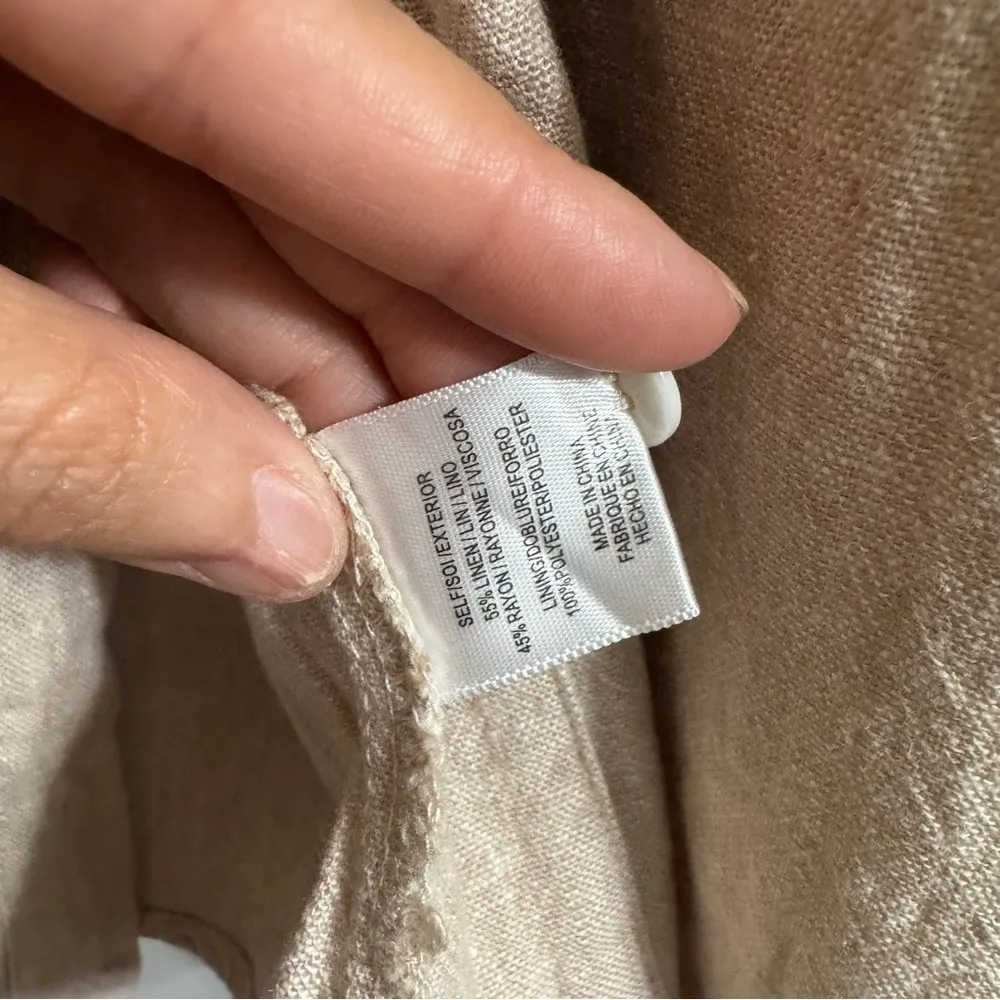 SELF/SOI/EXTERIOR
55% LINEN/LIN/LINO
45% RAYON/RAYONNE/VISCOSA
LINING/DOBLURE/FORRO
100%POLYESTER/POLIESTER
MADE IN CHINA
FABRIQUE EN CHINE
HECHO EN CHINA